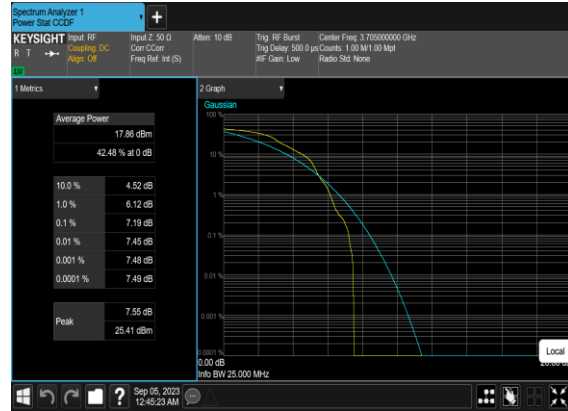 Spectrum Analyzer 1
Power Stat CCDF
+
KEYSIGHT
R T
LM
Input: RF
Coupling: DC
Align: Off
Input Z: 50 Ω
Corr CCorr
Freq Ref: Int (S)
Atten: 10 dB
Trig: RF Burst
Trig Delay: 500.0 µs
#IF Gain: Low
Center Freq: 3.705000000 GHz
Counts: 1.00 M/1.00 Mpt
Radio Std: None
1 Metrics
Average Power
17.86 dBm
42.48 % at 0 dB
10.0 % 4.52 dB
1.0 % 6.12 dB
0.1 % 7.19 dB
0.01 % 7.45 dB
0.001 % 7.48 dB
0.0001 % 7.49 dB
Peak
7.55 dB
25.41 dBm
2 Graph
Gaussian
100 %
10 %
1 %
0.1 %
0.01 %
0.001 %
0.0001 %
0.00 dB
Info BW 25.000 MHz
Local
?
Sep 05, 2023
12:45:23 AM